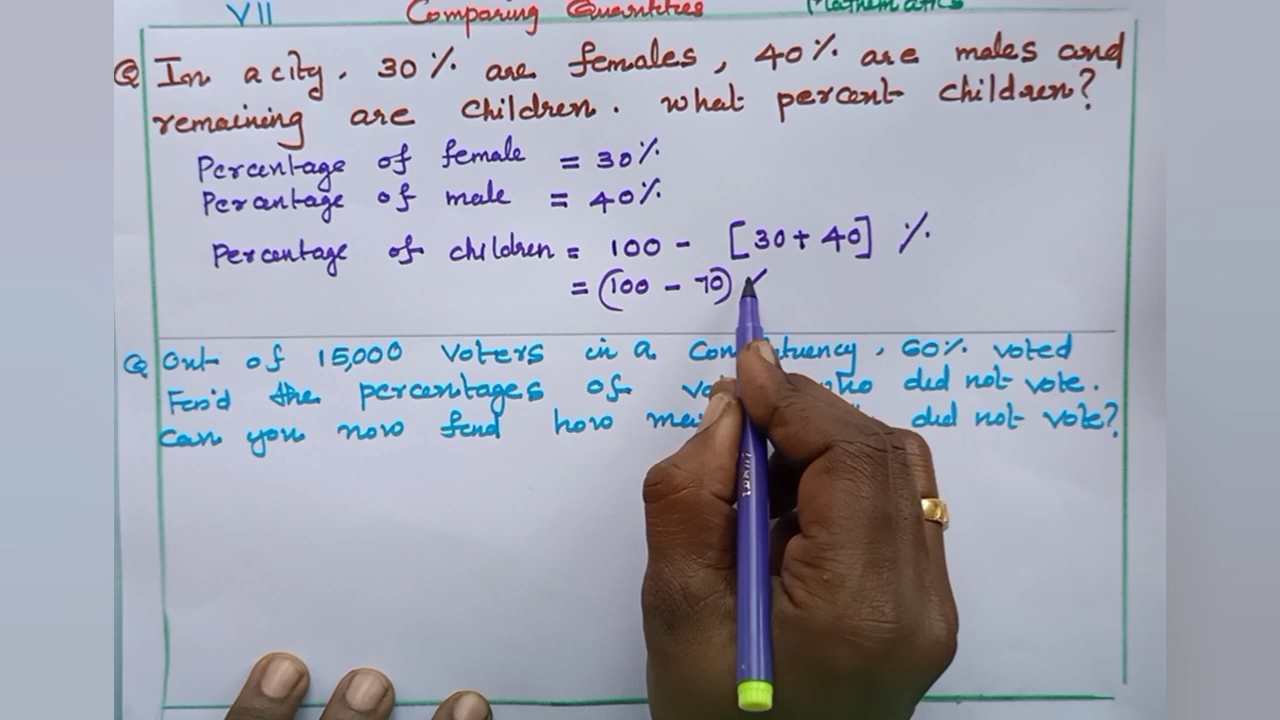 VII Comparing Quantities Mathematics
Q In a city, 30% are females, 40% are males and
remaining are children. what percent children?
Percentage of female = 30%
Percentage of male = 40%
Percentage of children = 100 - [30 + 40] %
= (100 - 70)
Q Out of 15,000 voters in a, 60% voted
the percentages of who did not vote.
Can you now find how did not vote?